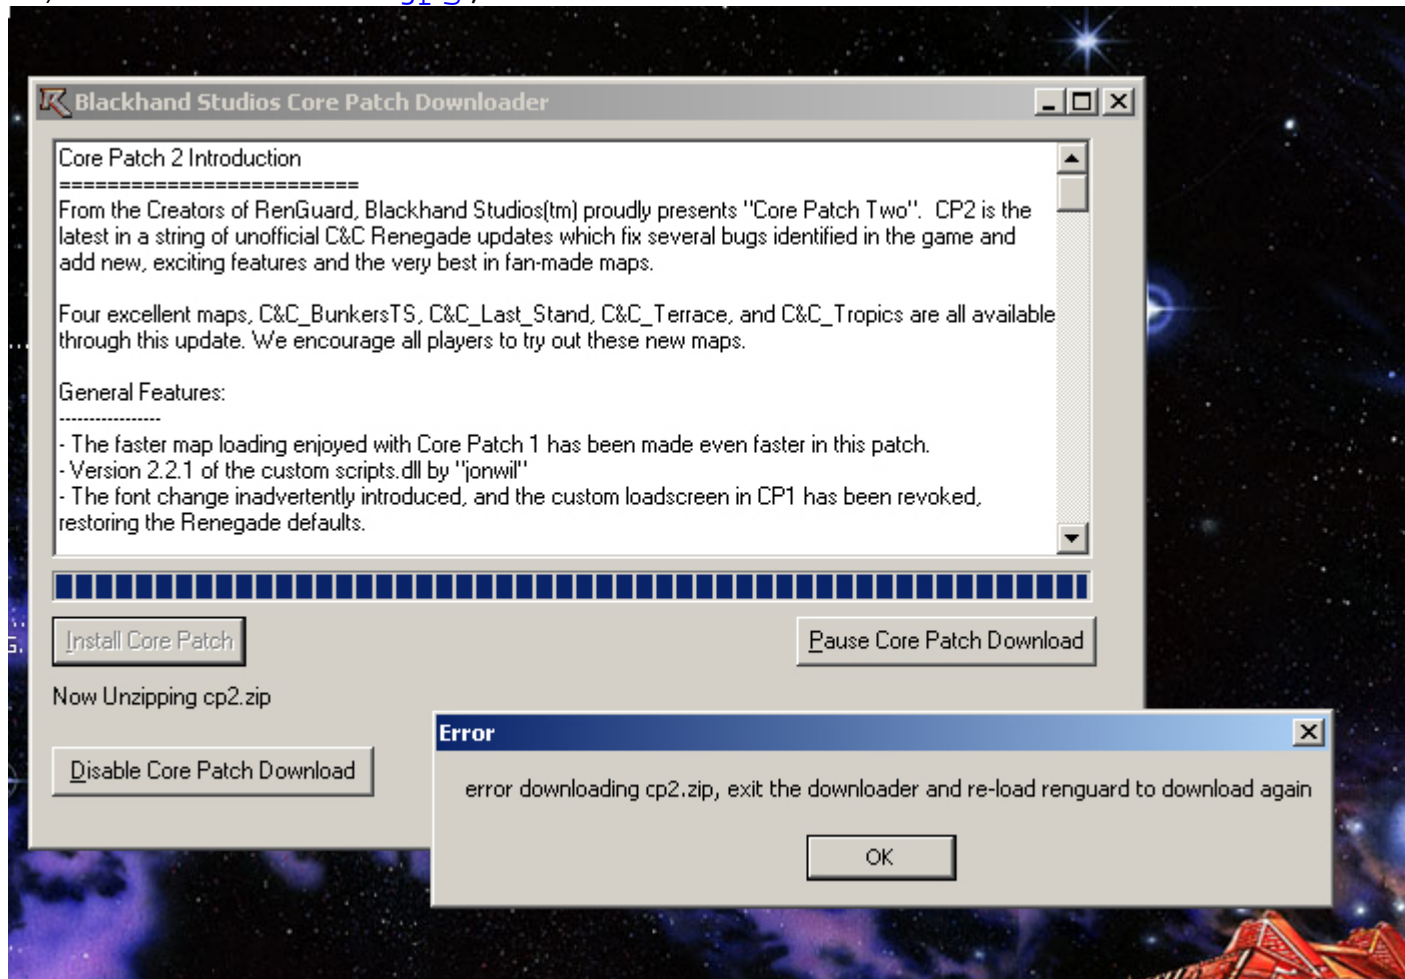 Blackhand Studios Core Patch Downloader
Core Patch 2 Introduction
=========================
From the Creators of RenGuard, Blackhand Studios(tm) proudly presents "Core Patch Two".  CP2 is the
latest in a string of unofficial C&C Renegade updates which fix several bugs identified in the game and
add new, exciting features and the very best in fan-made maps.
Four excellent maps, C&C_BunkersTS, C&C_Last_Stand, C&C_Terrace, and C&C_Tropics are all available
through this update. We encourage all players to try out these new maps.
General Features:
-----------------
- The faster map loading enjoyed with Core Patch 1 has been made even faster in this patch.
- Version 2.2.1 of the custom scripts.dll by "jonwil"
- The font change inadvertently introduced, and the custom loadscreen in CP1 has been revoked,
restoring the Renegade defaults.
Install Core Patch
Pause Core Patch Download
Now Unzipping cp2.zip
Disable Core Patch Download
Error
error downloading cp2.zip, exit the downloader and re-load renguard to download again
OK